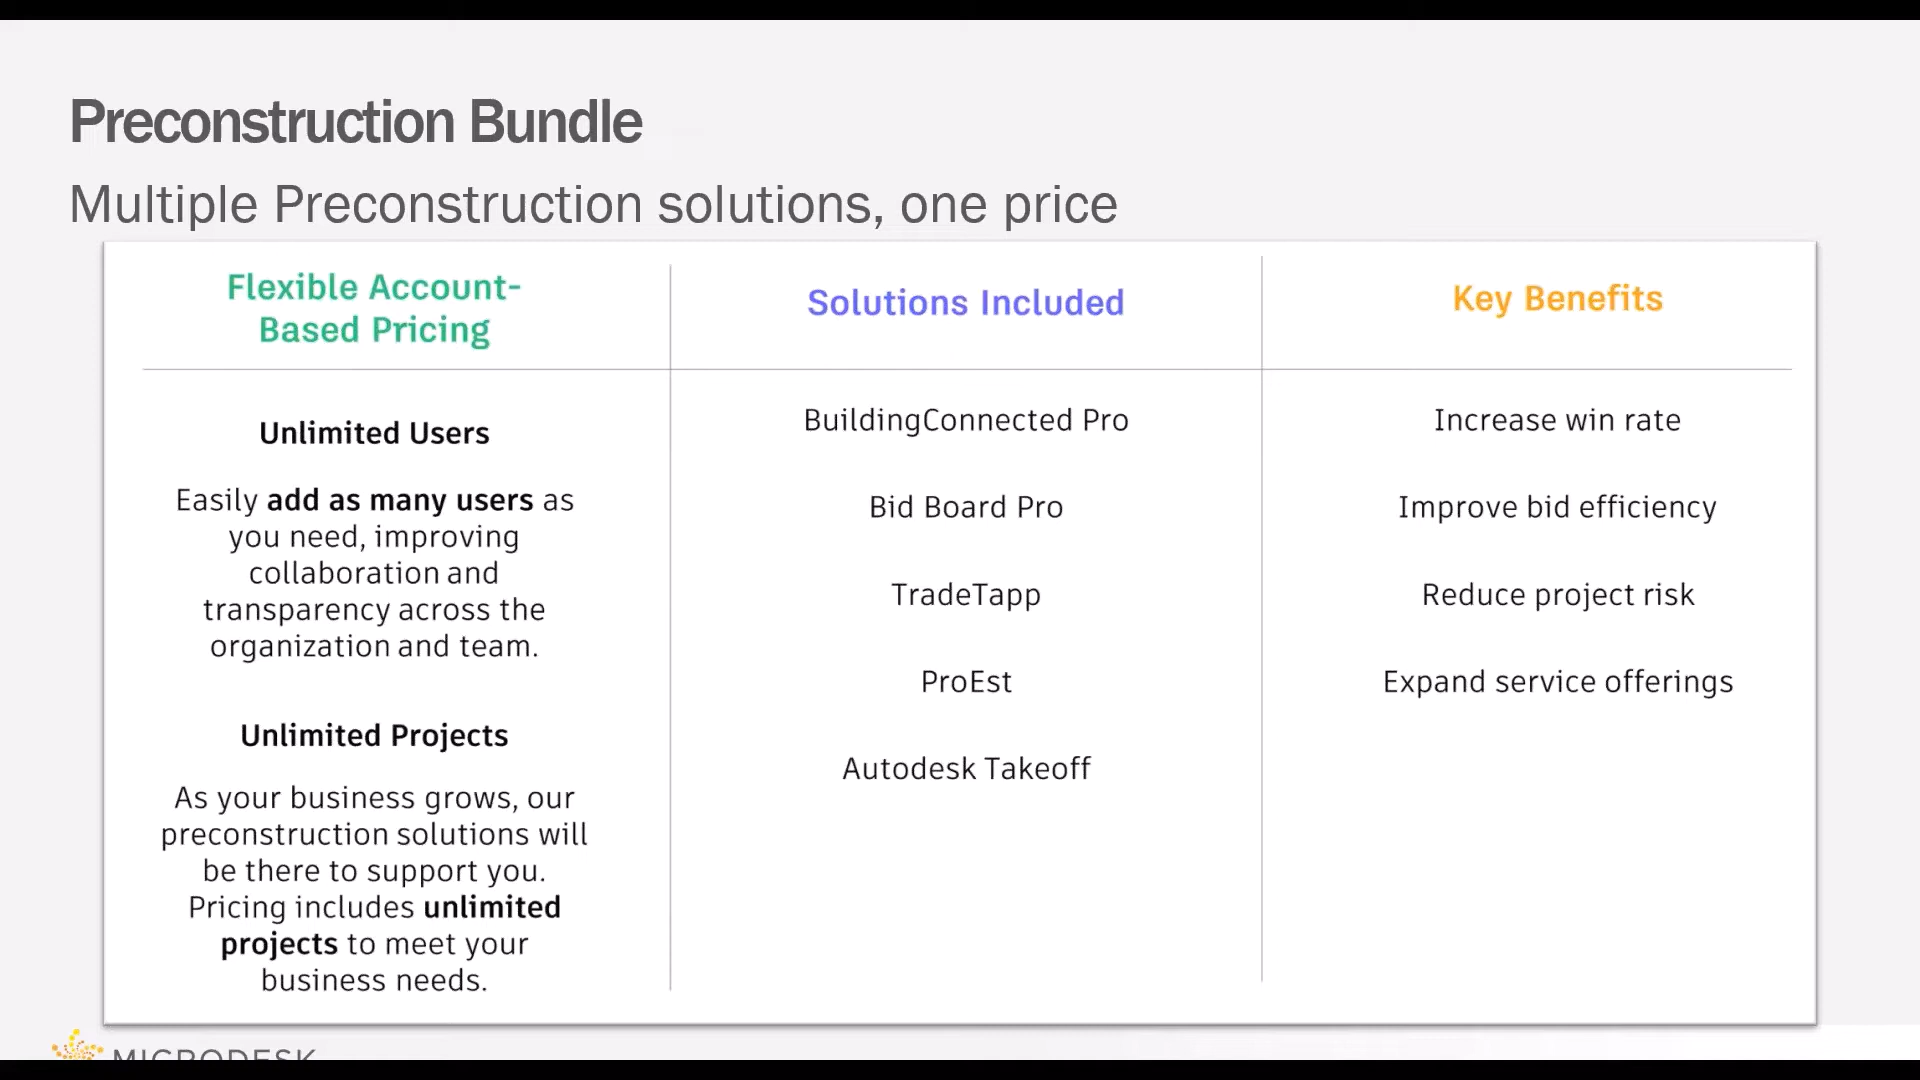 Preconstruction Bundle
Multiple Preconstruction solutions, one price
Flexible Account-
Based Pricing
Unlimited Users
Easily add as many users as
you need, improving
collaboration and
transparency across the
organization and team.
Unlimited Projects
As your business grows, our
preconstruction solutions will
be there to support you.
Pricing includes unlimited
projects to meet your
business needs.
Solutions Included
BuildingConnected Pro
Bid Board Pro
TradeTapp
ProEst
Autodesk Takeoff
Key Benefits
Increase win rate
Improve bid efficiency
Reduce project risk
Expand service offerings
MICRODESK